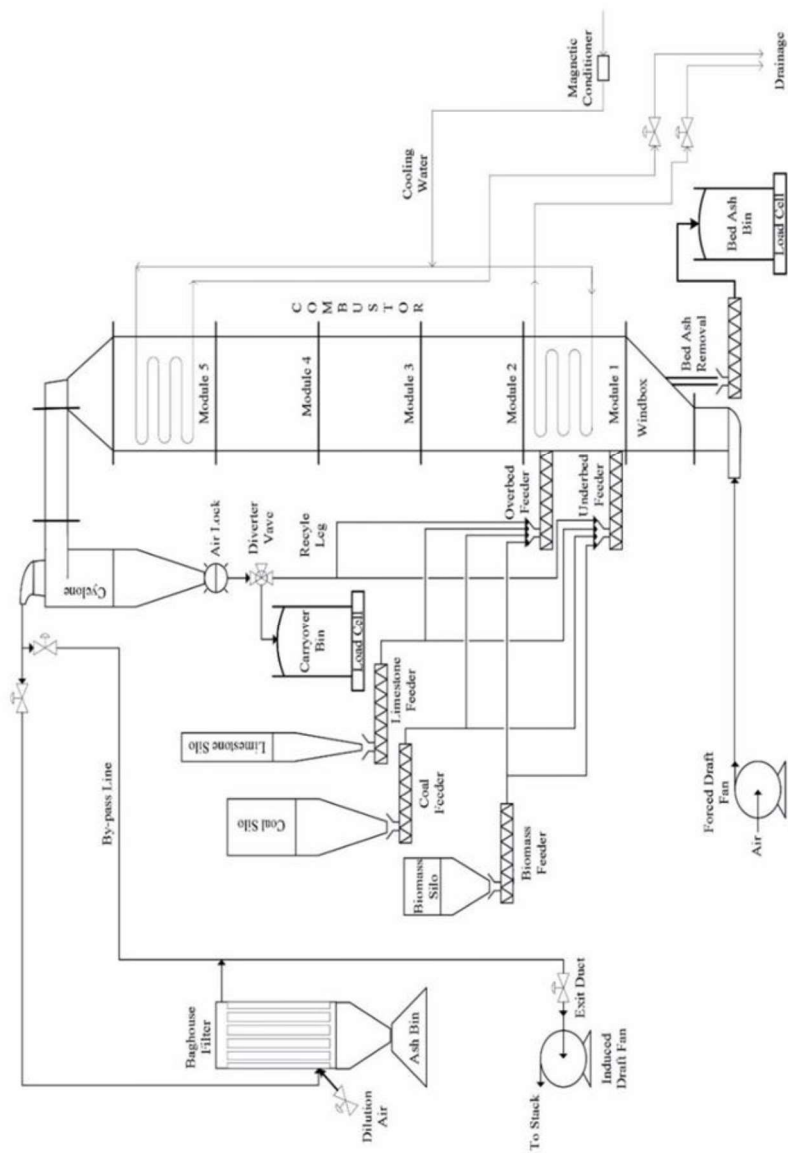 Magnetic
Conditioner
Drainage
Cooling
Water
Bed Ash
Bin
Load Cell
Bed Ash
Removal
COMBUSTOR
Module 5
Module 4
Module 3
Module 2
Module 1
Windbox
Overbed
Feeder
Underbed
Feeder
Air Lock
Diverter
Vave
Recyle
Leg
Cyclone
Carryover
Bin
Load Cell
Limestone
Feeder
Limestone Silo
Coal
Feeder
Coal Silo
Biomass
Silo
Biomass
Feeder
Forced Draft
Fan
Air
By-pass Line
Baghouse
Filter
Ash Bin
Dilution
Air
Exit Duct
Induced
Draft Fan
To Stack